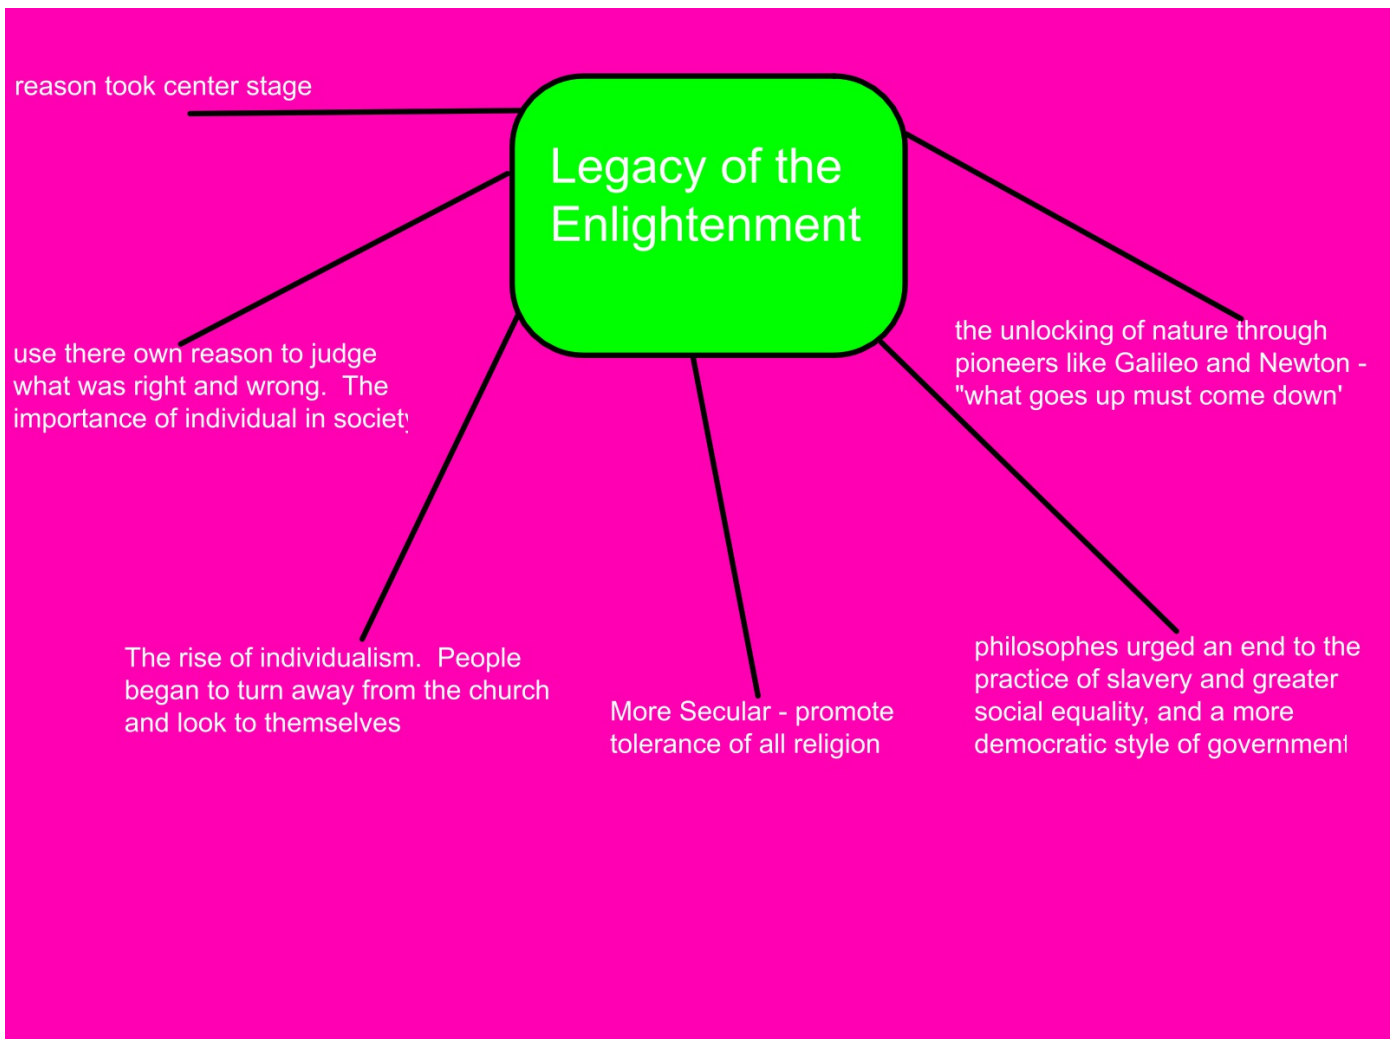 reason took center stage
Legacy of the
Enlightenment
use there own reason to judge
what was right and wrong.  The
importance of individual in society
the unlocking of nature through
pioneers like Galileo and Newton -
"what goes up must come down'
The rise of individualism.  People
began to turn away from the church
and look to themselves
More Secular - promote
tolerance of all religion
philosophes urged an end to the
practice of slavery and greater
social equality, and a more
democratic style of government